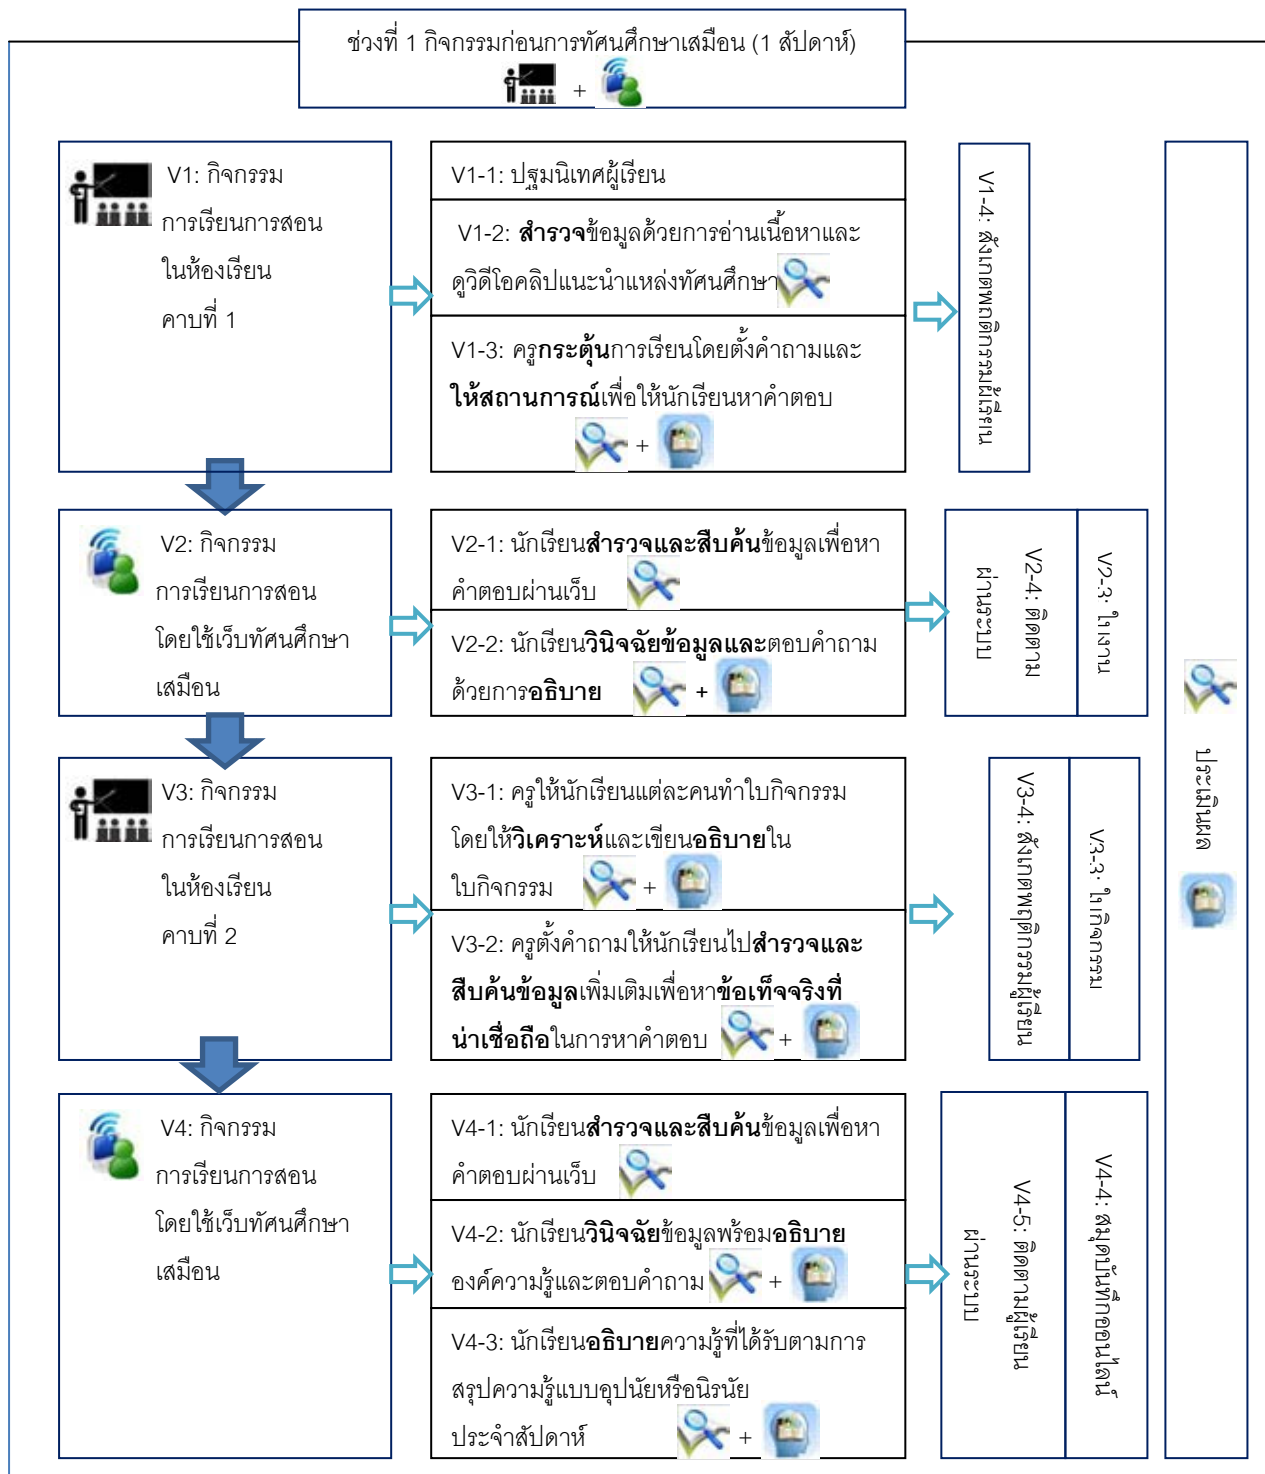 ช่วงที่ 1 กิจกรรมก่อนการทัศนศึกษาเสมือน (1 สัปดาห์)
+
V1: กิจกรรม
การเรียนการสอน
ในห้องเรียน
คาบที่ 1
V1-1: ปฐมนิเทศผู้เรียน
V1-2: สำรวจข้อมูลด้วยการอ่านเนื้อหาและ
ดูวิดีโอคลิปแนะนำแหล่งทัศนศึกษา
V1-3: ครูกระตุ้นการเรียนโดยตั้งคำถามและ
ให้สถานการณ์เพื่อให้นักเรียนหาคำตอบ
+
V1-4: สังเกตพฤติกรรมผู้เรียน
V2: กิจกรรม
การเรียนการสอน
โดยใช้เว็บทัศนศึกษา
เสมือน
V2-1: นักเรียนสำรวจและสืบค้นข้อมูลเพื่อหา
คำตอบผ่านเว็บ
V2-2: นักเรียนวินิจฉัยข้อมูลและตอบคำถาม
ด้วยการอธิบาย +
V2-3: ใบงาน
V2-4: ติดตาม
ผ่านระบบ
V3: กิจกรรม
การเรียนการสอน
ในห้องเรียน
คาบที่ 2
V3-1: ครูให้นักเรียนแต่ละคนทำใบกิจกรรม
โดยให้วิเคราะห์และเขียนอธิบายใน
ใบกิจกรรม +
V3-2: ครูตั้งคำถามให้นักเรียนไปสำรวจและ
สืบค้นข้อมูลเพิ่มเติมเพื่อหาข้อเท็จจริงที่
น่าเชื่อถือในการหาคำตอบ +
V3-3: ใบกิจกรรม
V3-4: สังเกตพฤติกรรมผู้เรียน
V4: กิจกรรม
การเรียนการสอน
โดยใช้เว็บทัศนศึกษา
เสมือน
V4-1: นักเรียนสำรวจและสืบค้นข้อมูลเพื่อหา
คำตอบผ่านเว็บ
V4-2: นักเรียนวินิจฉัยข้อมูลพร้อมอธิบาย
องค์ความรู้และตอบคำถาม +
V4-3: นักเรียนอธิบายความรู้ที่ได้รับตามการ
สรุปความรู้แบบอุปนัยหรือนิรนัย
ประจำสัปดาห์ +
V4-4: สมุดบันทึกออนไลน์
V4-5: ติดตามผู้เรียน
ผ่านระบบ
ประเมินผล